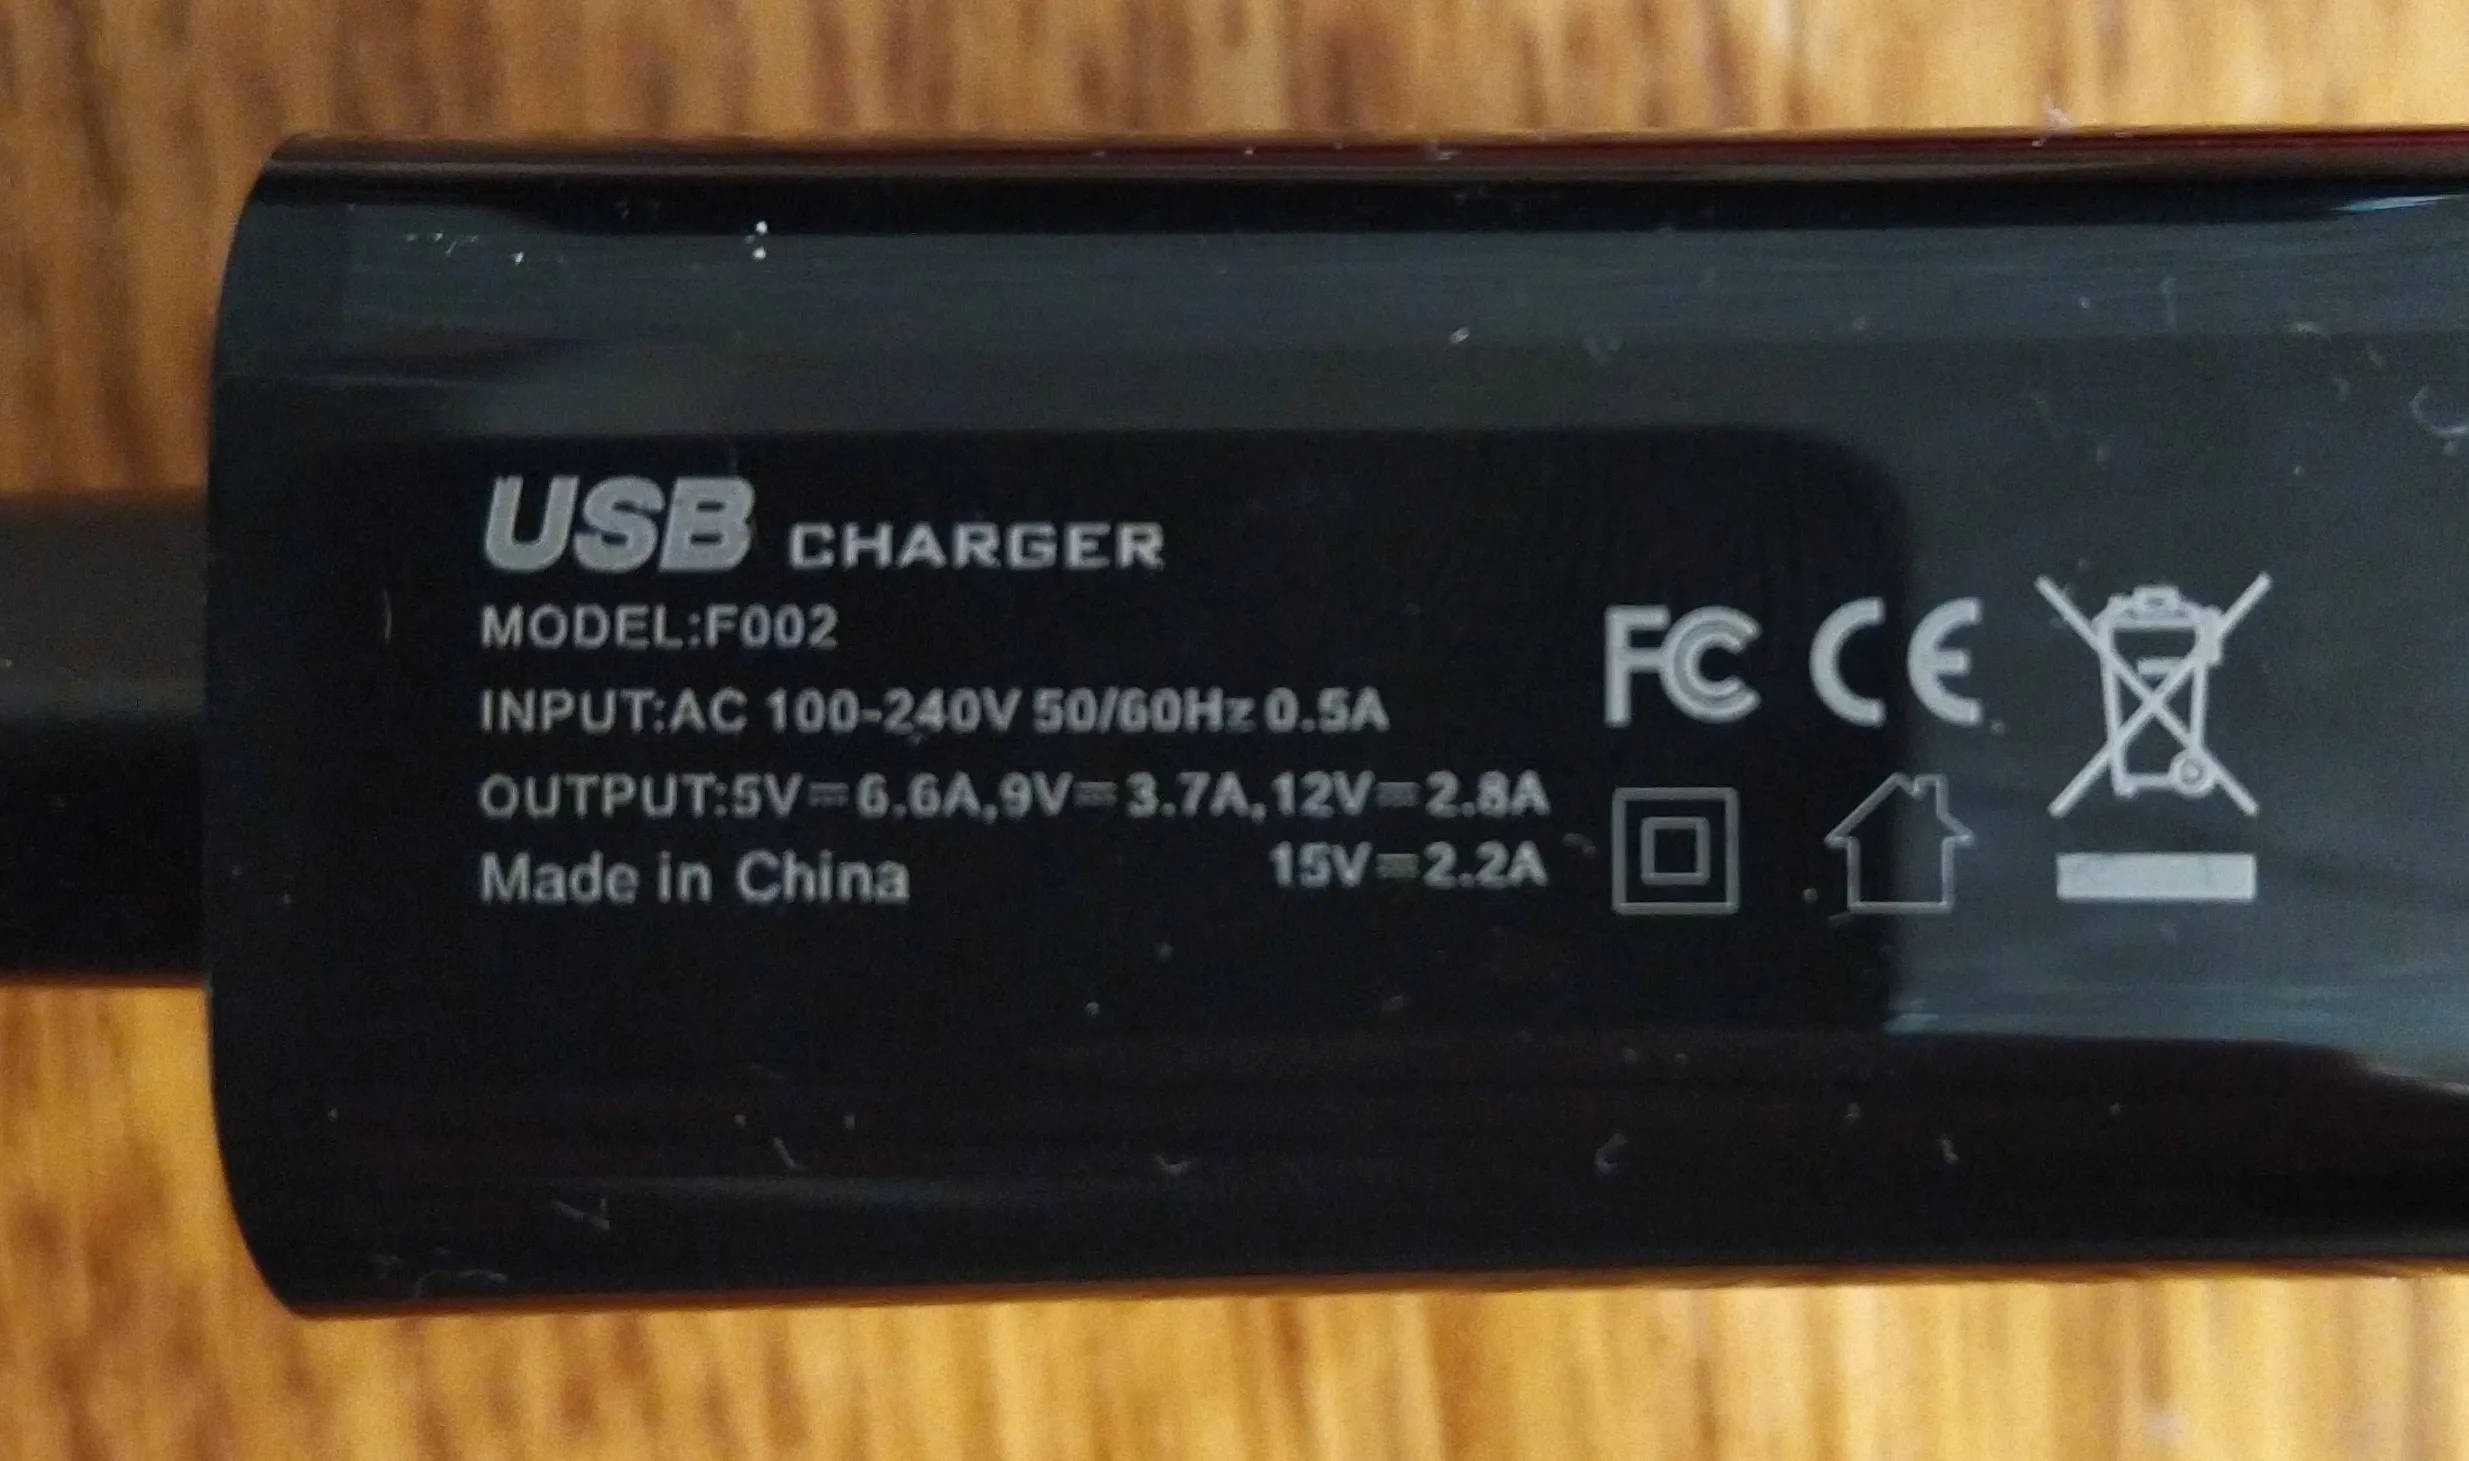 USB CHARGER
MODEL:F002
INPUT:AC 100-240V 50/60Hz 0.5A
OUTPUT:5V⎓6.6A,9V⎓3.7A,12V⎓2.8A
15V⎓2.2A
Made in China
FC CE